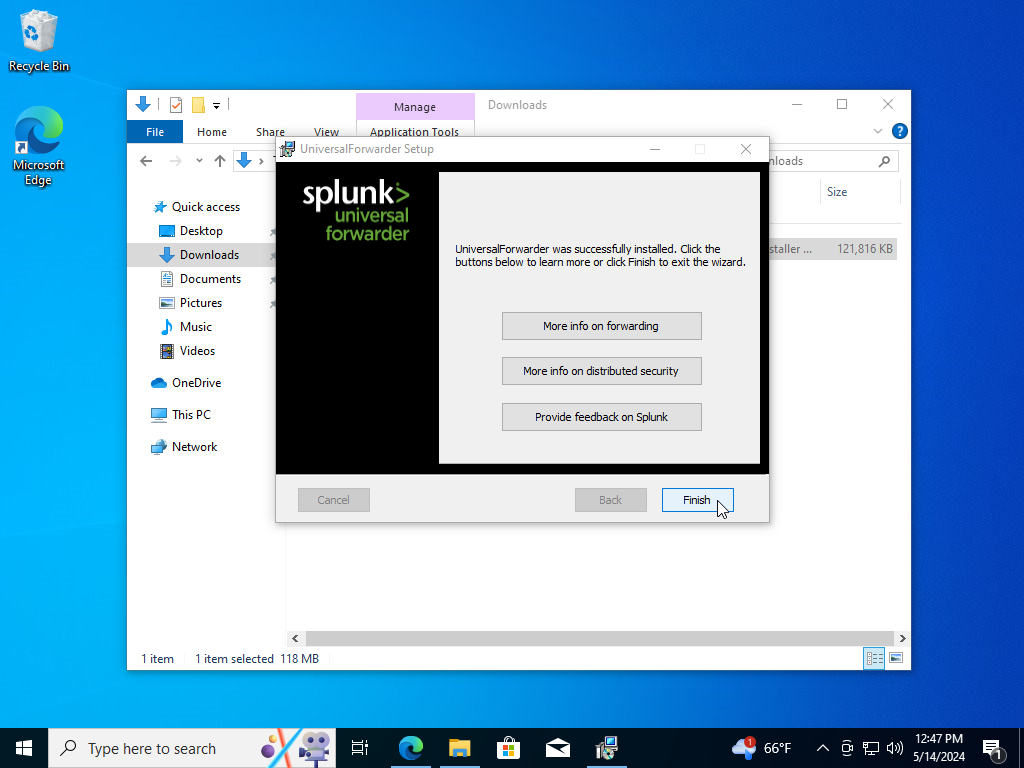 Recycle Bin
Microsoft
Edge
Manage
Downloads
File
Home
Share
View
Application Tools
UniversalForwarder Setup
nloads
Size
Quick access
Desktop
Downloads
Documents
Pictures
Music
Videos
OneDrive
This PC
Network
staller ...
121,816 KB
splunk>
universal
forwarder
UniversalForwarder was successfully installed. Click the
buttons below to learn more or click Finish to exit the wizard.
More info on forwarding
More info on distributed security
Provide feedback on Splunk
Cancel
Back
Finish
1 item
1 item selected 118 MB
Type here to search
1
66°F
12:47 PM
5/14/2024
1